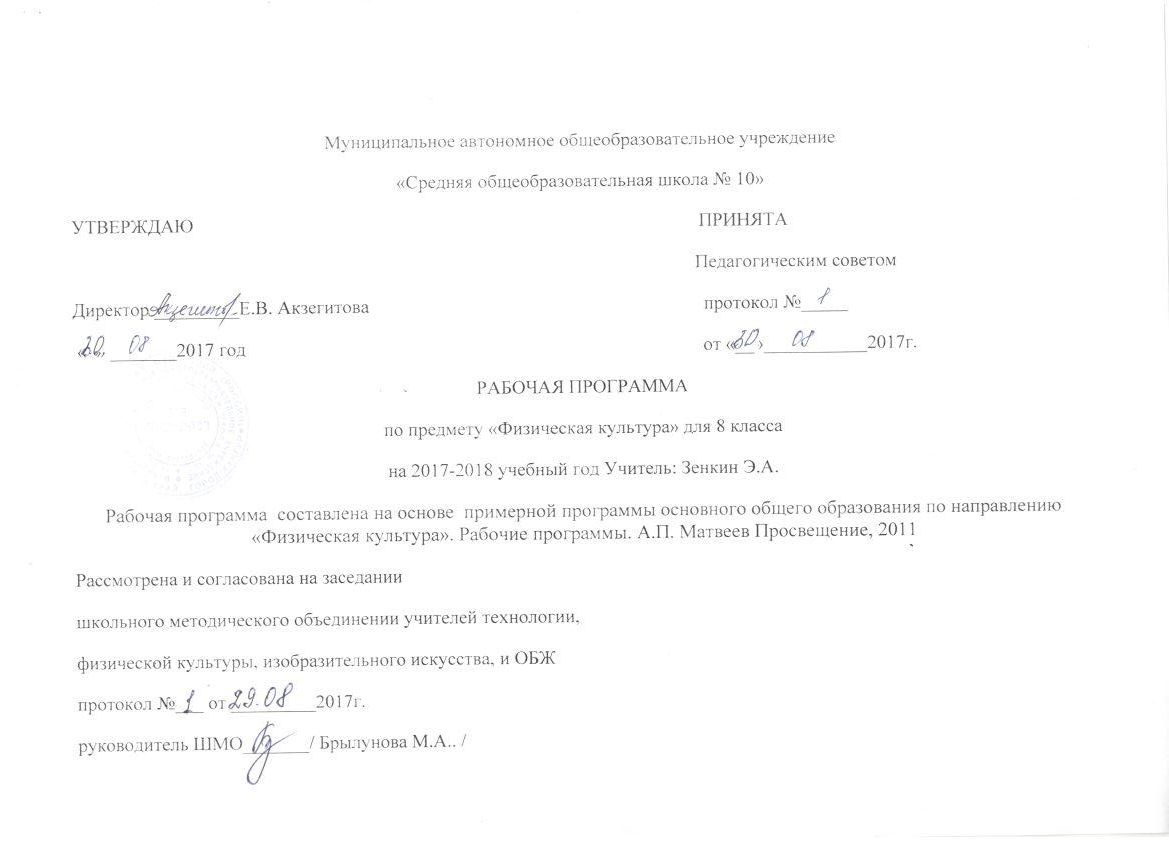 Муниципальное автономное общеобразовательное учреждение
«Средняя общеобразовательная школа № 10»
УТВЕРЖДАЮ
ПРИНЯТА
Педагогическим советом
Директор Е.В. Акзегитова
протокол № 1
«30» 08 2017 год
от «30» 08 2017г.
РАБОЧАЯ ПРОГРАММА
по предмету «Физическая культура» для 8 класса
на 2017-2018 учебный год Учитель: Зенкин Э.А.
Рабочая программа составлена на основе примерной программы основного общего образования по направлению
«Физическая культура». Рабочие программы. А.П. Матвеев Просвещение, 2011
Рассмотрена и согласована на заседании
школьного методического объединении учителей технологии,
физической культуры, изобразительного искусства, и ОБЖ
протокол № 1 от 29.08 2017г.
руководитель ШМО / Брылунова М.А.. /